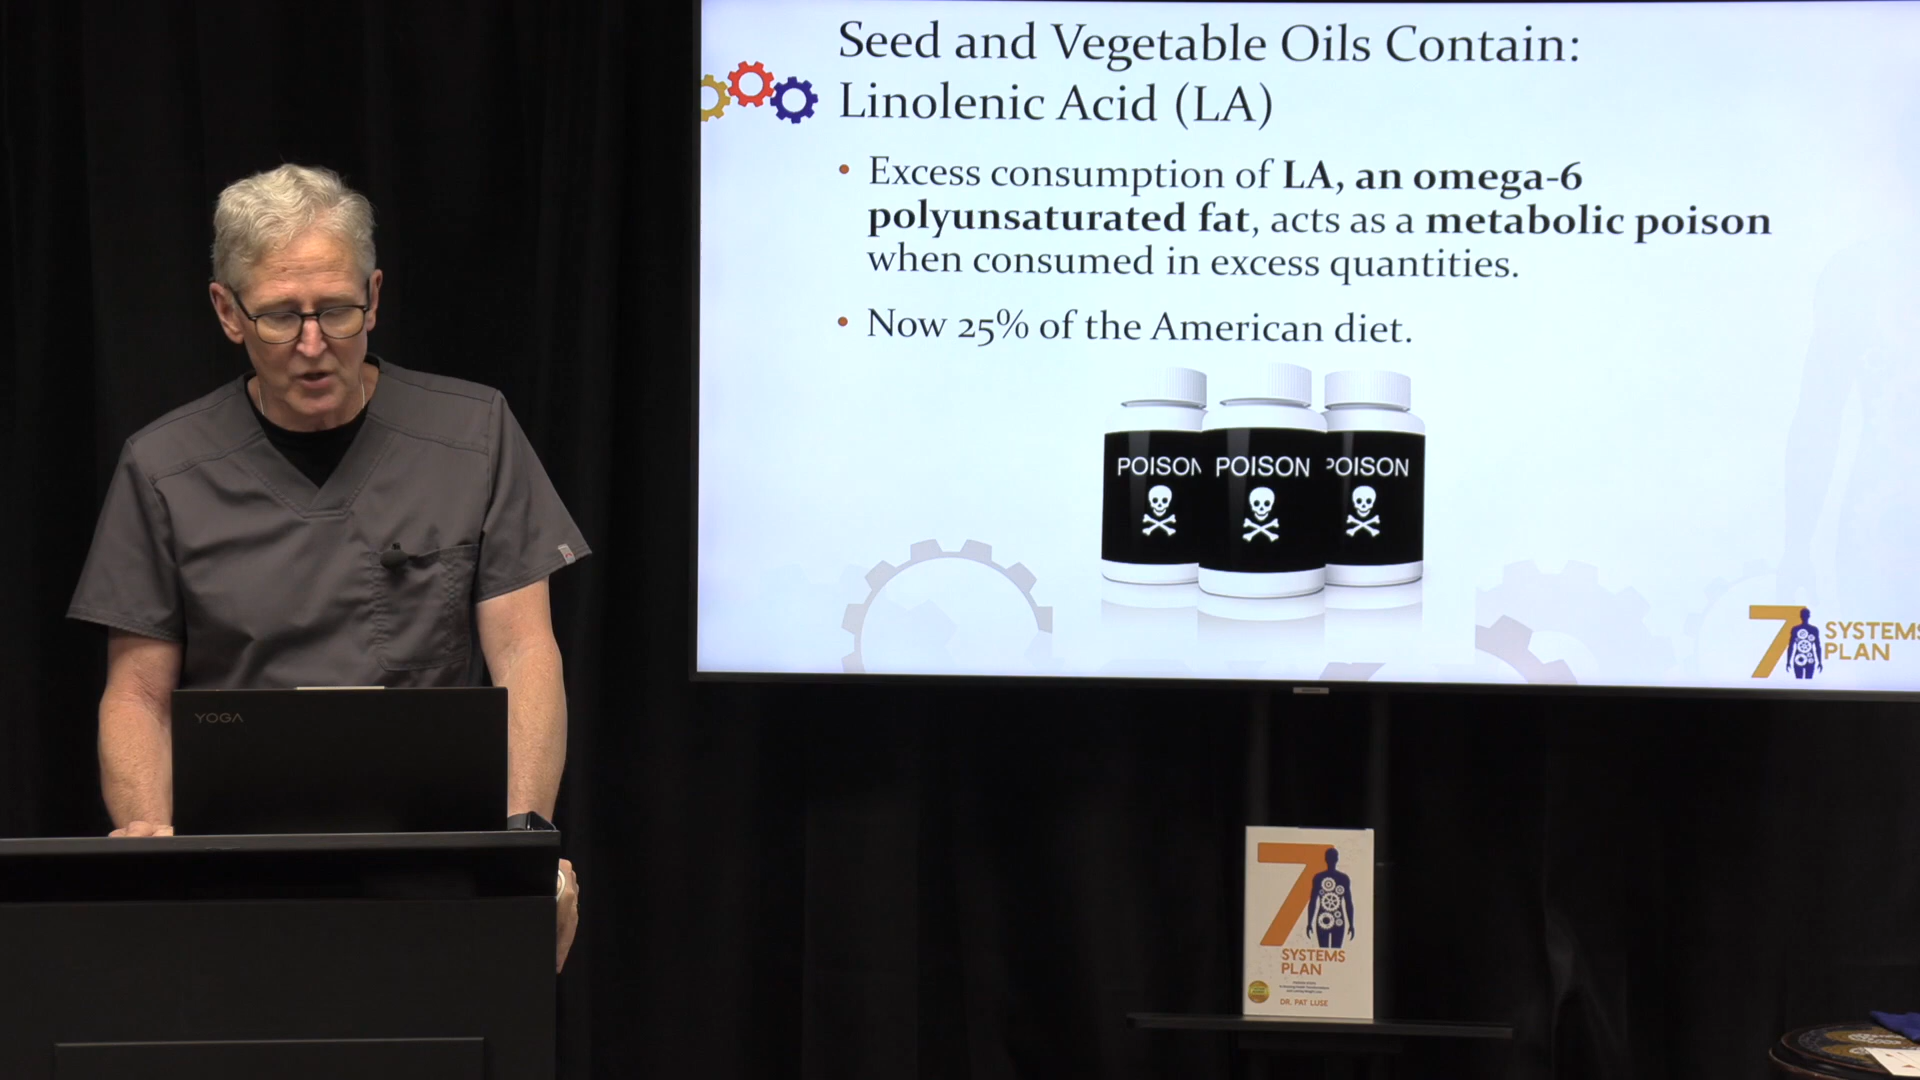 Seed and Vegetable Oils Contain:
Linolenic Acid (LA)
• Excess consumption of LA, an omega-6
polyunsaturated fat, acts as a metabolic poison
when consumed in excess quantities.
• Now 25% of the American diet.
POISON POISON POISON
7 SYSTEMS
PLAN
YOGA
7
SYSTEMS
PLAN
DR. PAT LUSE